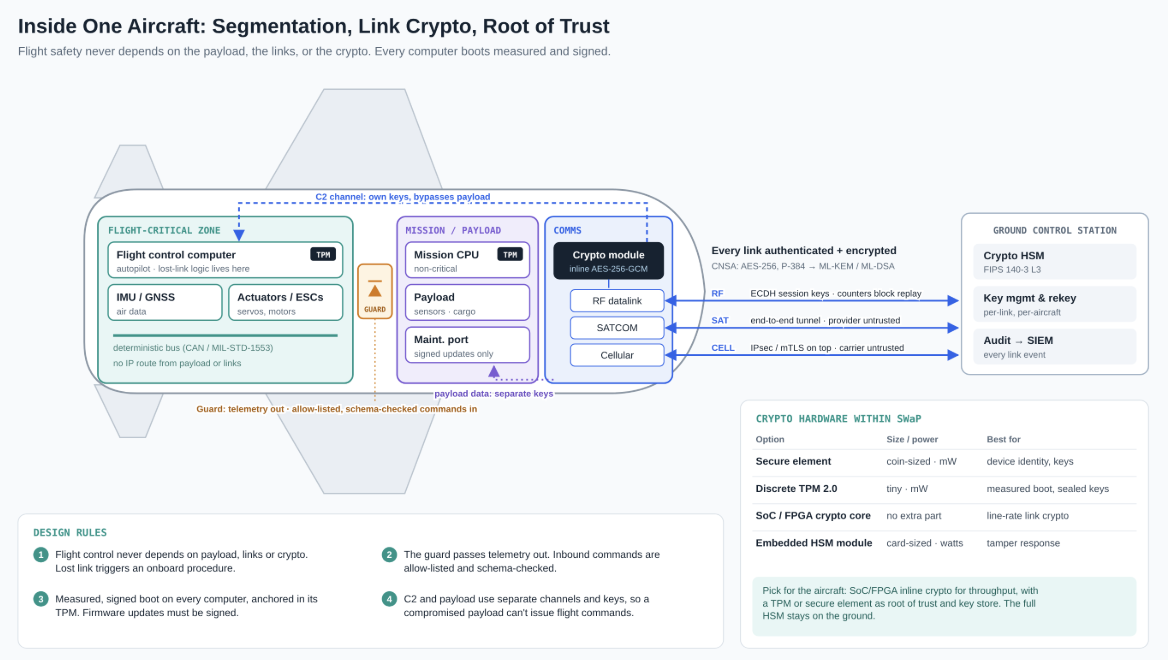 Inside One Aircraft: Segmentation, Link Crypto, Root of Trust
Flight safety never depends on the payload, the links, or the crypto. Every computer boots measured and signed.
C2 channel: own keys, bypasses payload
FLIGHT-CRITICAL ZONE
Flight control computer
TPM
autopilot · lost-link logic lives here
IMU / GNSS
air data
Actuators / ESCs
servos, motors
deterministic bus (CAN / MIL-STD-1553)
no IP route from payload or links
GUARD
MISSION / PAYLOAD
Mission CPU
TPM
non-critical
Payload
sensors · cargo
Maint. port
signed updates only
COMMS
Crypto module
inline AES-256-GCM
RF datalink
SATCOM
Cellular
payload data: separate keys
Guard: telemetry out · allow-listed, schema-checked commands in
Every link authenticated + encrypted
CNSA: AES-256, P-384 → ML-KEM / ML-DSA
RF ECDH session keys · counters block replay
SAT end-to-end tunnel · provider untrusted
CELL IPsec / mTLS on top · carrier untrusted
GROUND CONTROL STATION
Crypto HSM
FIPS 140-3 L3
Key mgmt & rekey
per-link, per-aircraft
Audit → SIEM
every link event
CRYPTO HARDWARE WITHIN SWaP
Option Size / power Best for
Secure element coin-sized · mW device identity, keys
Discrete TPM 2.0 tiny · mW measured boot, sealed keys
SoC / FPGA crypto core no extra part line-rate link crypto
Embedded HSM module card-sized · watts tamper response
Pick for the aircraft: SoC/FPGA inline crypto for throughput, with
a TPM or secure element as root of trust and key store. The full
HSM stays on the ground.
DESIGN RULES
1 Flight control never depends on payload, links or crypto.
Lost link triggers an onboard procedure.
2 The guard passes telemetry out. Inbound commands are
allow-listed and schema-checked.
3 Measured, signed boot on every computer, anchored in its
TPM. Firmware updates must be signed.
4 C2 and payload use separate channels and keys, so a
compromised payload can't issue flight commands.